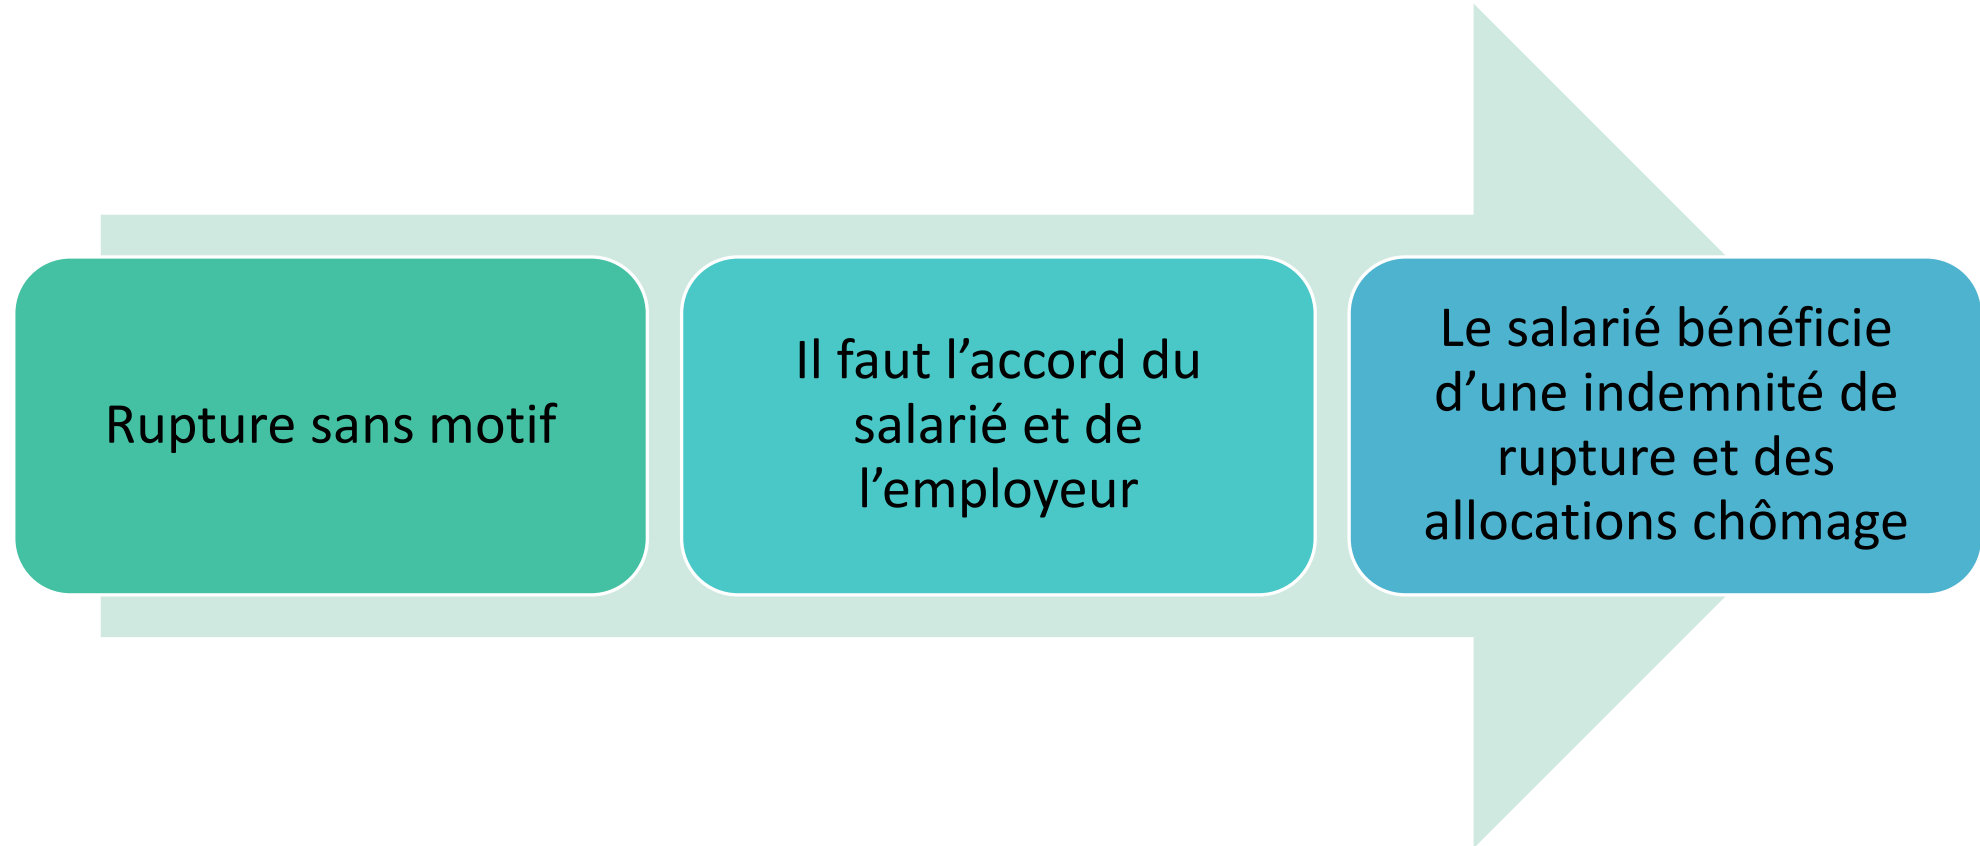 Rupture sans motif
Il faut l’accord du
salarié et de
l’employeur
Le salarié bénéficie
d’une indemnité de
rupture et des
allocations chômage